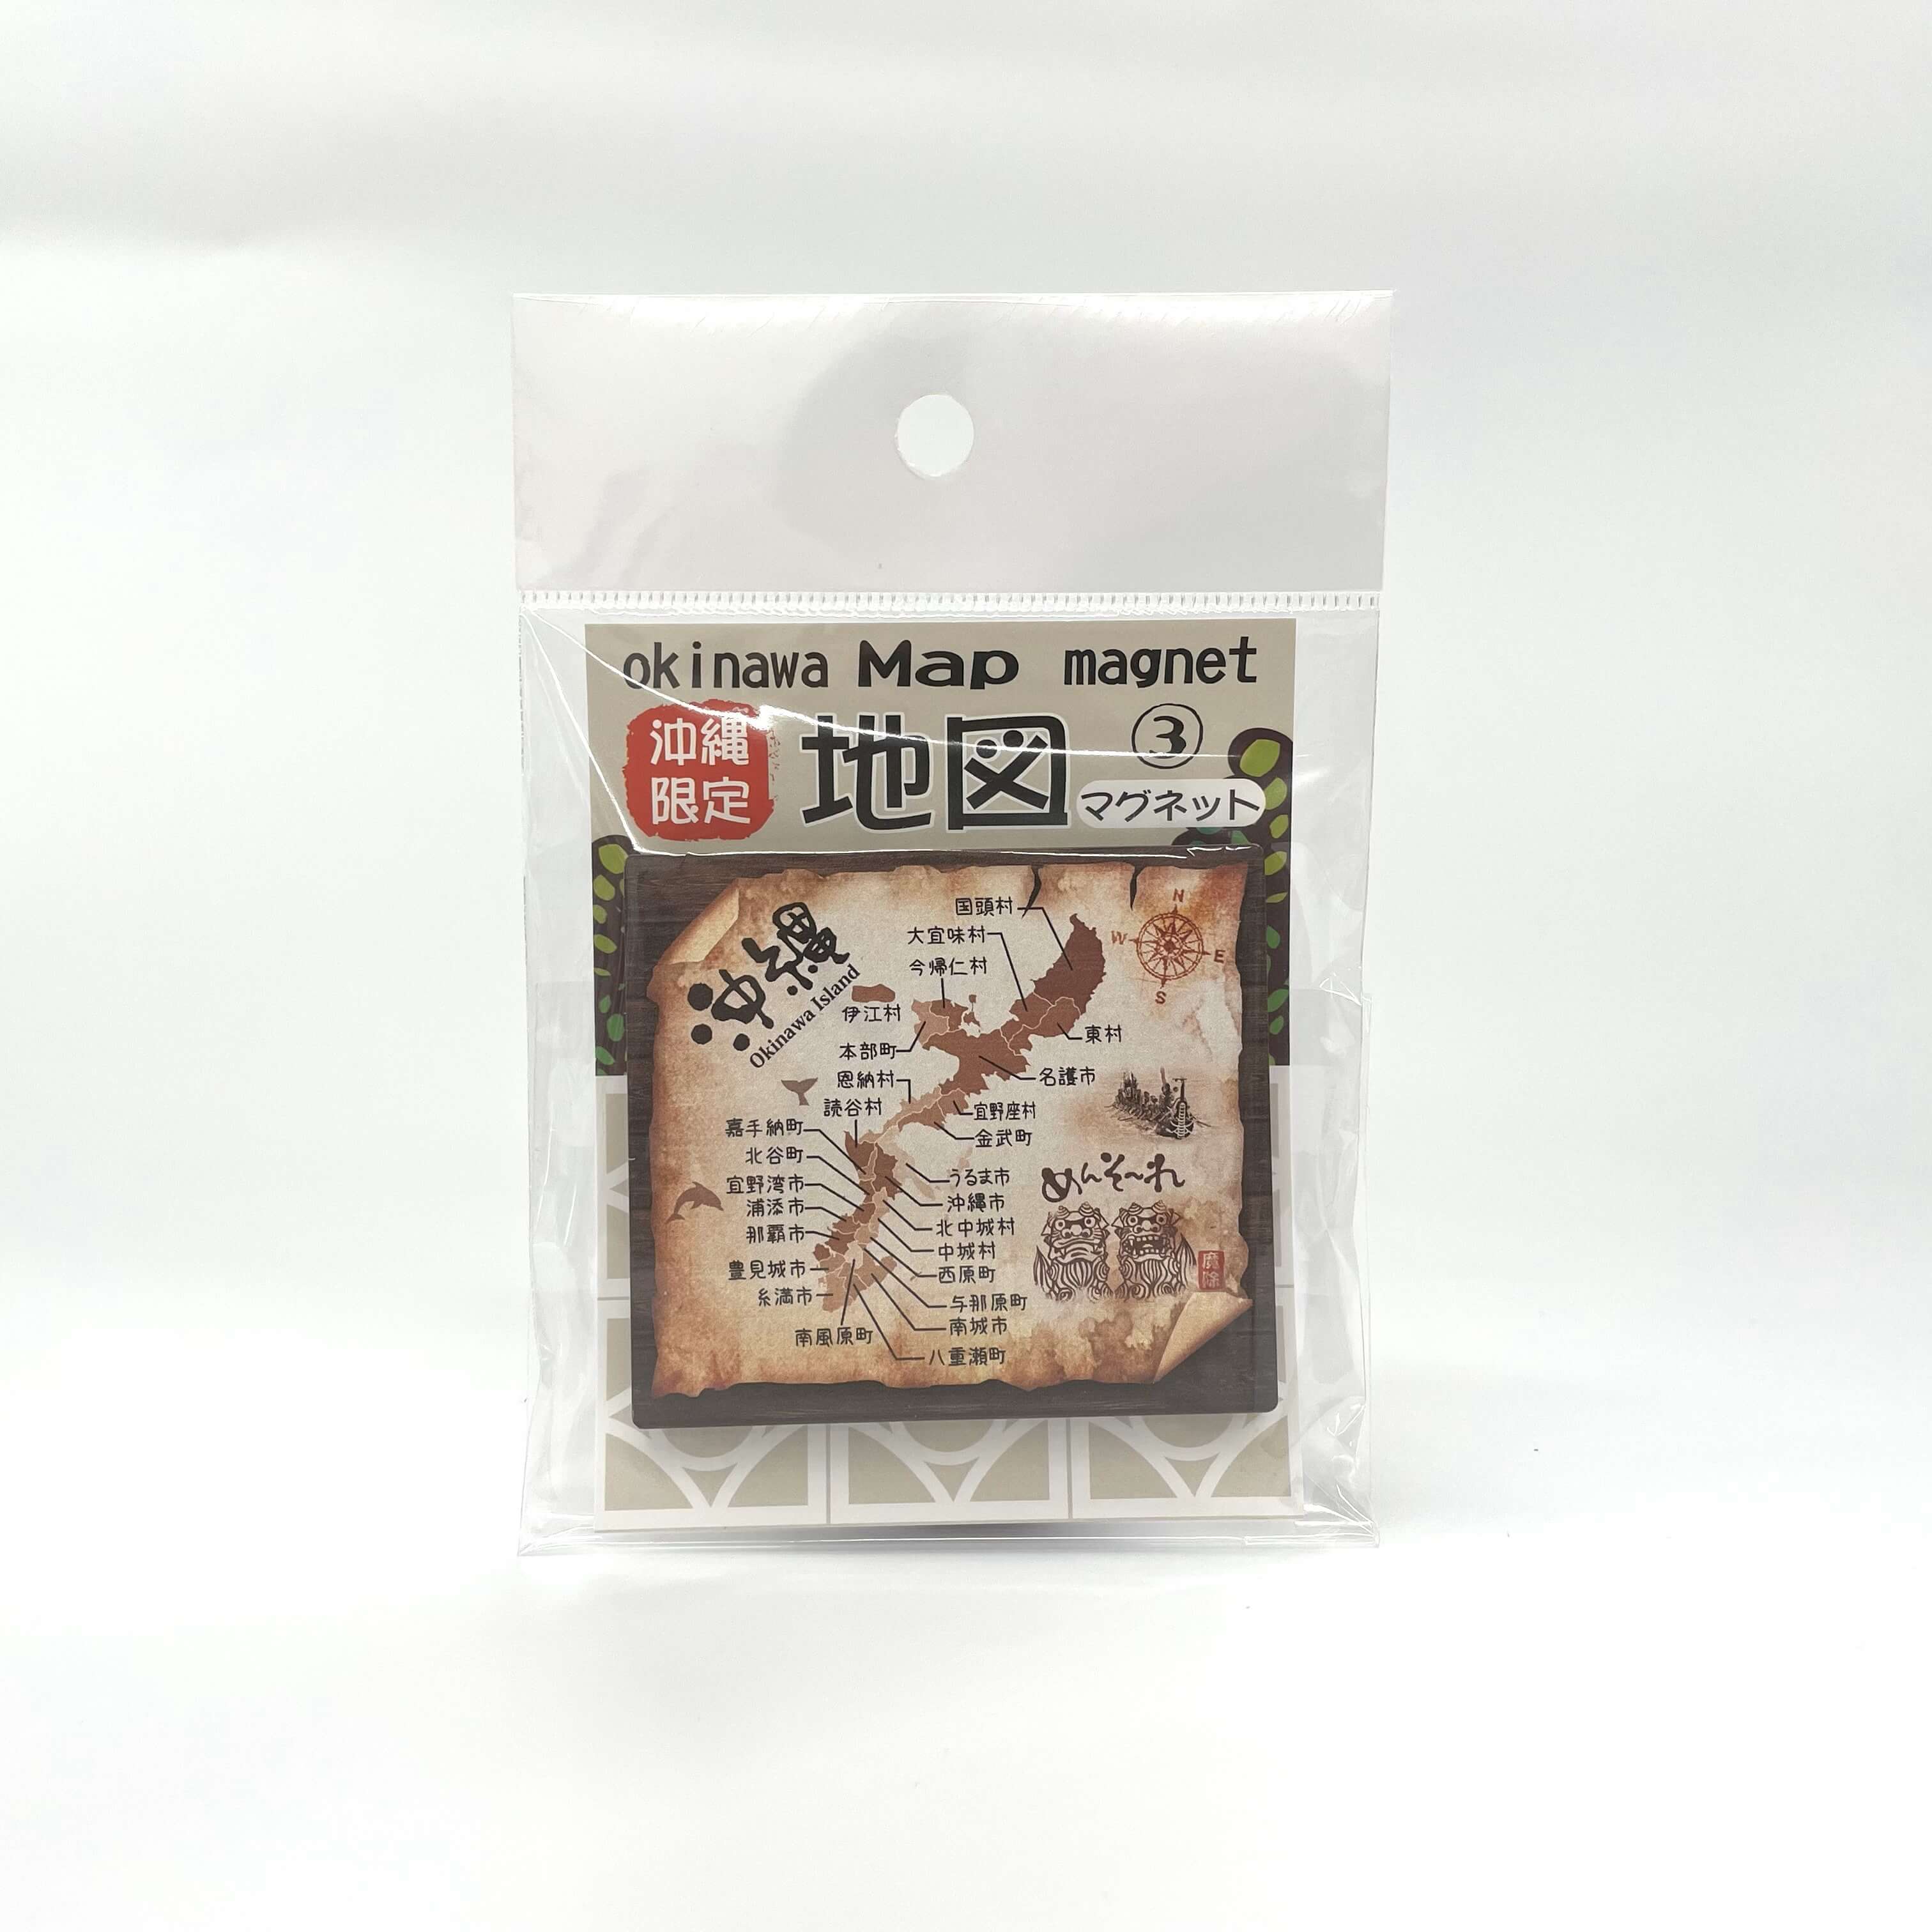 okinawa Map magnet
沖縄
限定
地図
③
マグネット
沖縄
Okinawa Island
国頭村
大宜味村
今帰仁村
伊江村
本部町
恩納村
読谷村
嘉手納町
北谷町
宜野湾市
浦添市
那覇市
豊見城市
糸満市
南風原町
N
W
E
S
東村
名護市
宜野座村
金武町
うるま市
沖縄市
北中城村
中城村
西原町
与那原町
南城市
八重瀬町
めんそ～れ
魔
除